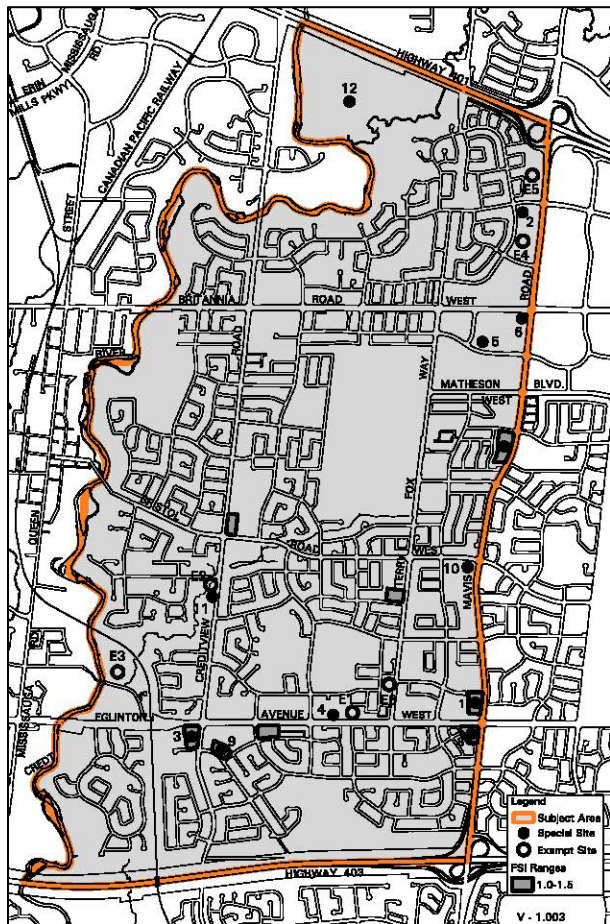 MISSISSAUGA
RD.
ERIN
MILLS PKWY
CANADIAN PACIFIC RAILWAY
STREET
HIGHWAY 401
12
E5
2
E4
ROAD
BRITANNIA
ROAD
WEST
6
5
RIVER
ROAD
WAY
MATHESON
BLVD.
WEST
7
QUEEN
BRISTOL
ROAD
WEST
FOX
TERRY
10
MAVIS
11
CREDITVIEW
E3
RD.
MISSISSAUGA
CREDIT
EGLINTON
AVENUE
WEST
1
4
E1
3
9
HIGHWAY 403
Legend
Subject Area
Special Site
Exempt Site
FSI Ranges
1.0-1.5
V - 1.003